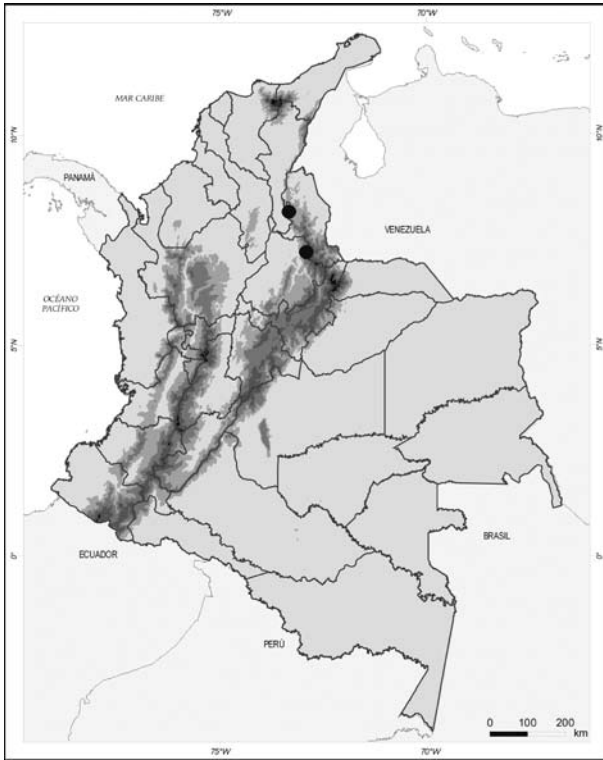 75°W 70°W
MAR CARIBE
10°N 10°N
PANAMÁ
VENEZUELA
OCÉANO
PACÍFICO
5°N 5°N
BRASIL
0° 0°
ECUADOR
PERÚ
0 100 200
km
75°W 70°W